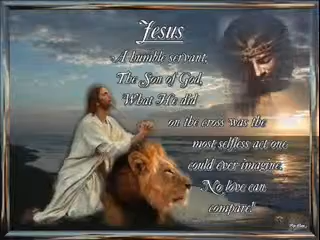 Jesus
A humble servant,
The Son of God,
What He did
on the cross was the
most selfless act one
could ever imagine,
No love can
compare!